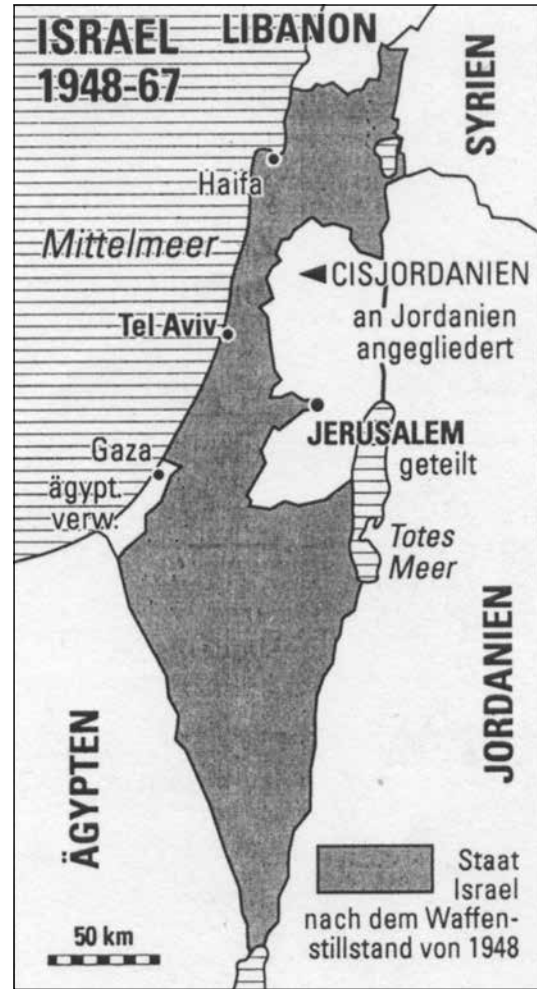 ISRAEL
1948-67
LIBANON
SYRIEN
Haifa
Mittelmeer
CISJORDANIEN
an Jordanien
angegliedert
Tel Aviv
JERUSALEM
geteilt
Gaza
ägypt.
verw.
Totes
Meer
JORDANIEN
ÄGYPTEN
Staat
Israel
nach dem Waffen-
stillstand von 1948
50 km